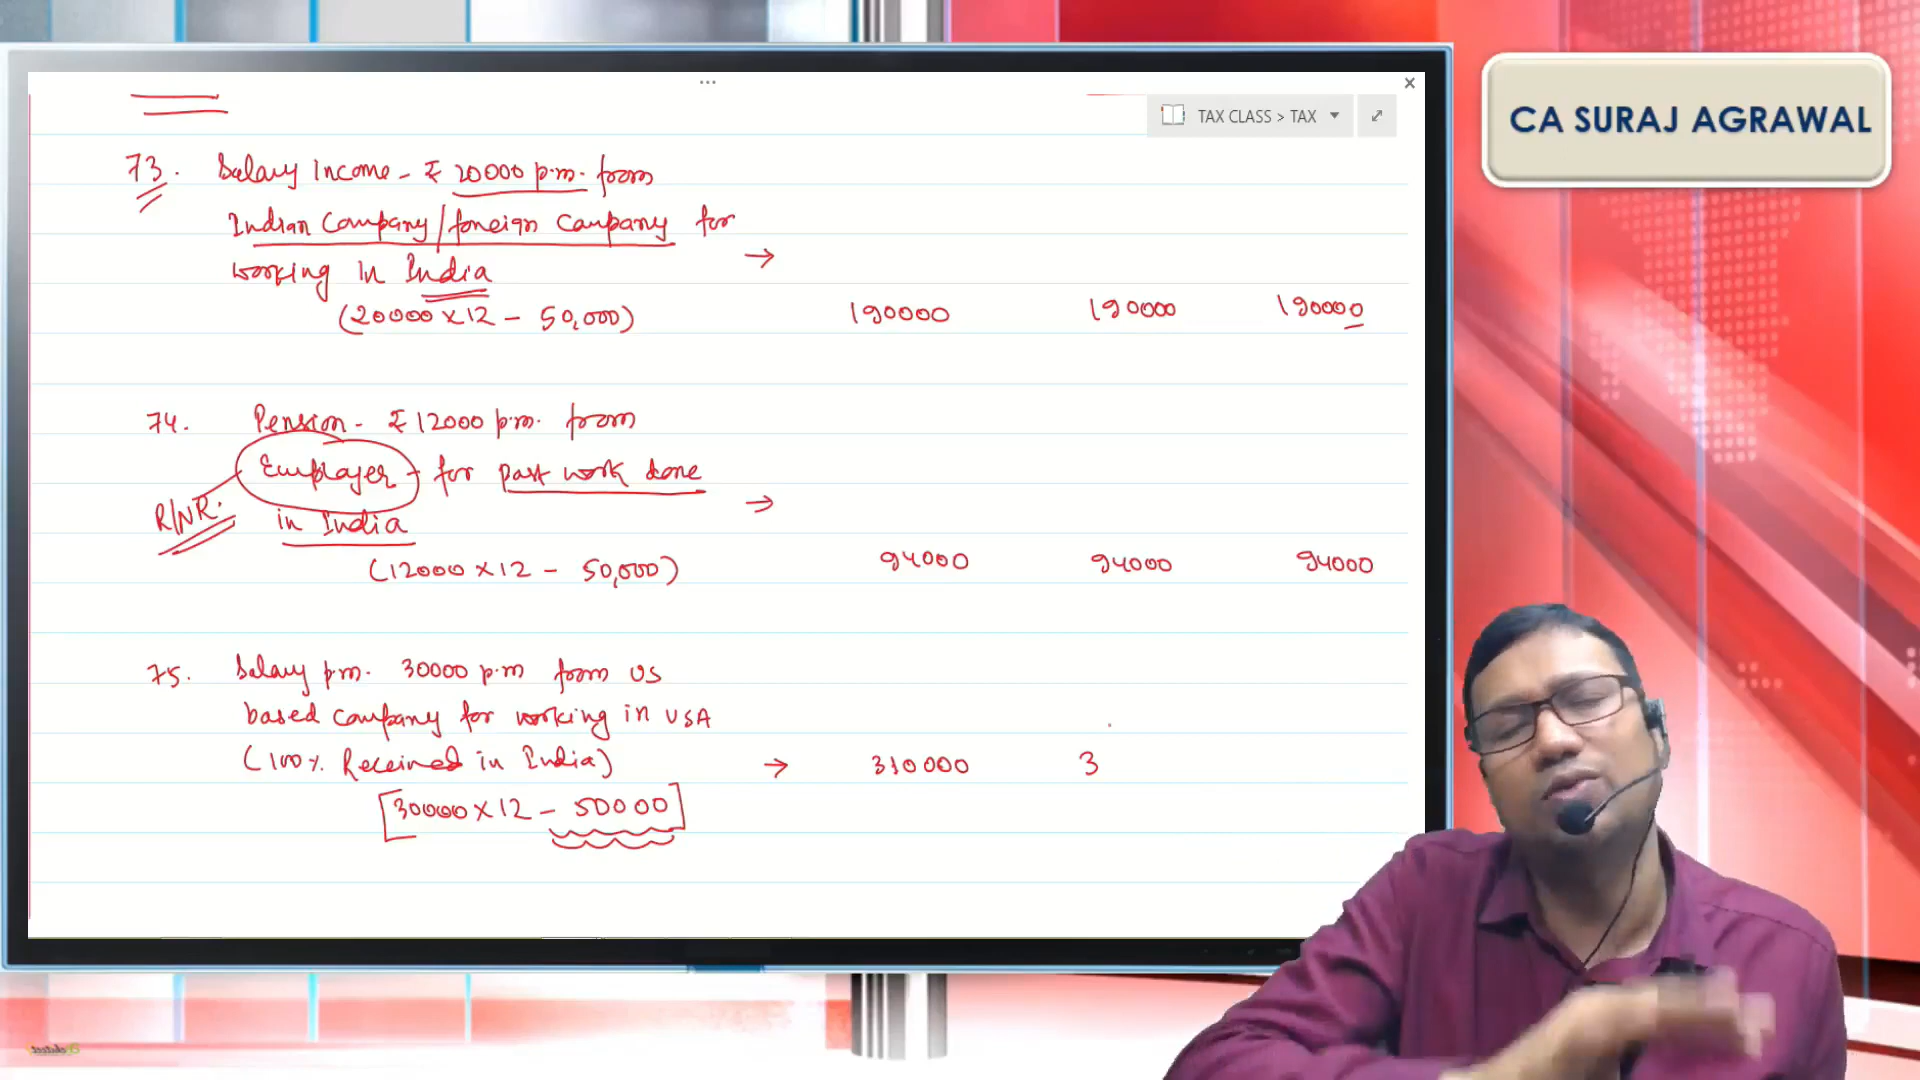 TAX CLASS > TAX
CA SURAJ AGRAWAL
73. Salary Income - ₹ 20000 p.m. from
Indian Company/foreign company for
working in India →
(20000 x 12 - 50,000) 190000 190000 190000
74. Pension - ₹ 12000 p.m. from
Employer - for past work done →
R/NR. in India
(12000 x 12 - 50,000) 94000 94000 94000
75. Salary p.m. 30000 p.m from US
based company for working in USA
(100% Received in India) → 310000 3
[30000 x 12 - 50000]